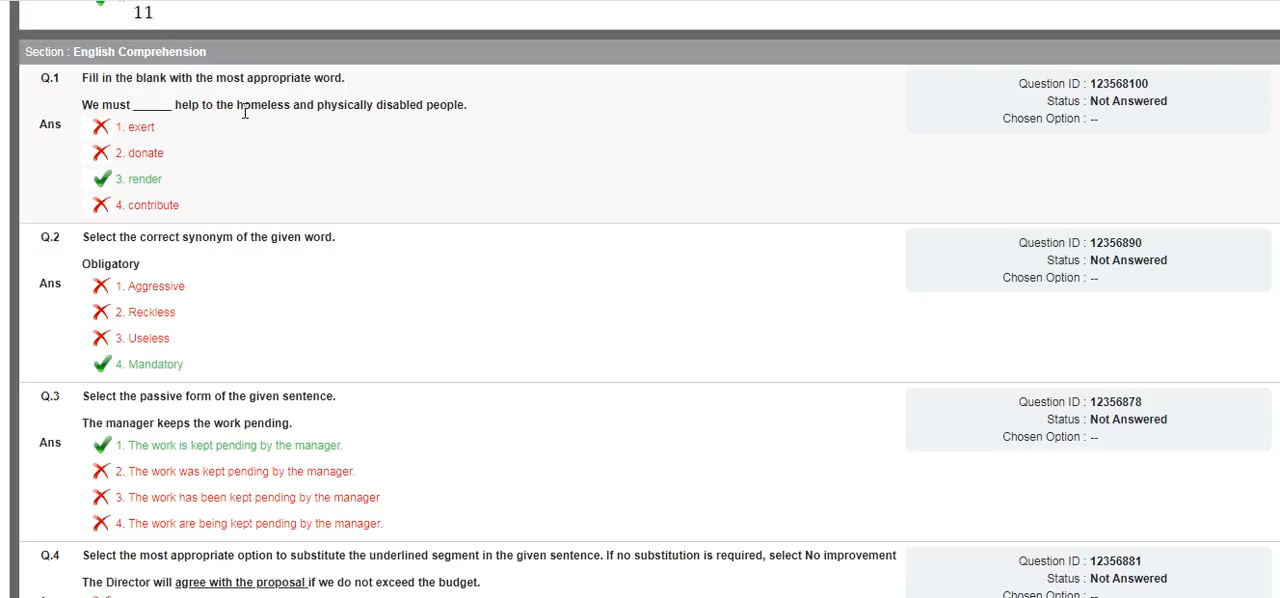 11
Section : English Comprehension
Q.1 Fill in the blank with the most appropriate word.
Question ID : 123568100
Status : Not Answered
We must ______ help to the homeless and physically disabled people.
Chosen Option : --
Ans 1. exert
2. donate
3. render
4. contribute
Q.2 Select the correct synonym of the given word.
Question ID : 12356890
Status : Not Answered
Obligatory
Chosen Option : --
Ans 1. Aggressive
2. Reckless
3. Useless
4. Mandatory
Q.3 Select the passive form of the given sentence.
Question ID : 12356878
Status : Not Answered
The manager keeps the work pending.
Chosen Option : --
Ans 1. The work is kept pending by the manager.
2. The work was kept pending by the manager.
3. The work has been kept pending by the manager
4. The work are being kept pending by the manager.
Q.4 Select the most appropriate option to substitute the underlined segment in the given sentence. If no substitution is required, select No improvement
Question ID : 12356881
Status : Not Answered
The Director will agree with the proposal if we do not exceed the budget.
Chosen Option : --